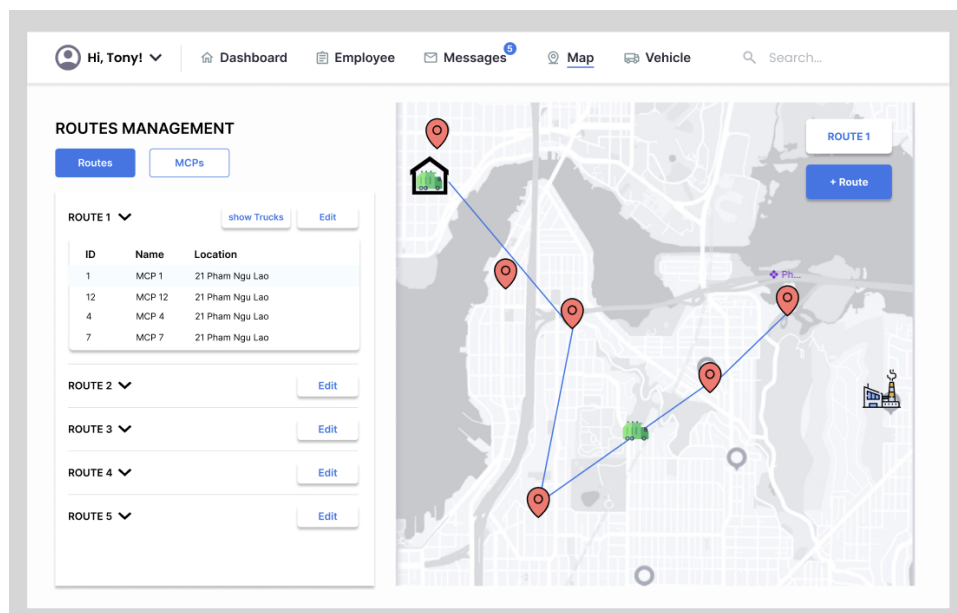 Hi, Tony! Dashboard Employee Messages 5 Map Vehicle Search...
ROUTES MANAGEMENT
Routes MCPs
ROUTE 1 show Trucks Edit
ID Name Location
1 MCP 1 21 Pham Ngu Lao
12 MCP 12 21 Pham Ngu Lao
4 MCP 4 21 Pham Ngu Lao
7 MCP 7 21 Pham Ngu Lao
ROUTE 2 Edit
ROUTE 3 Edit
ROUTE 4 Edit
ROUTE 5 Edit
ROUTE 1
+ Route
Ph...